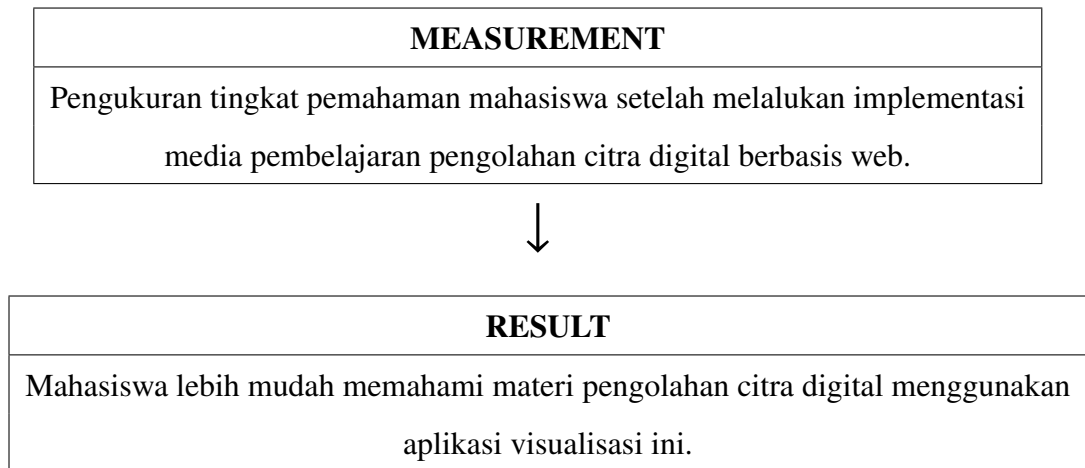 MEASUREMENT
Pengukuran tingkat pemahaman mahasiswa setelah melalukan implementasi
media pembelajaran pengolahan citra digital berbasis web.
RESULT
Mahasiswa lebih mudah memahami materi pengolahan citra digital menggunakan
aplikasi visualisasi ini.